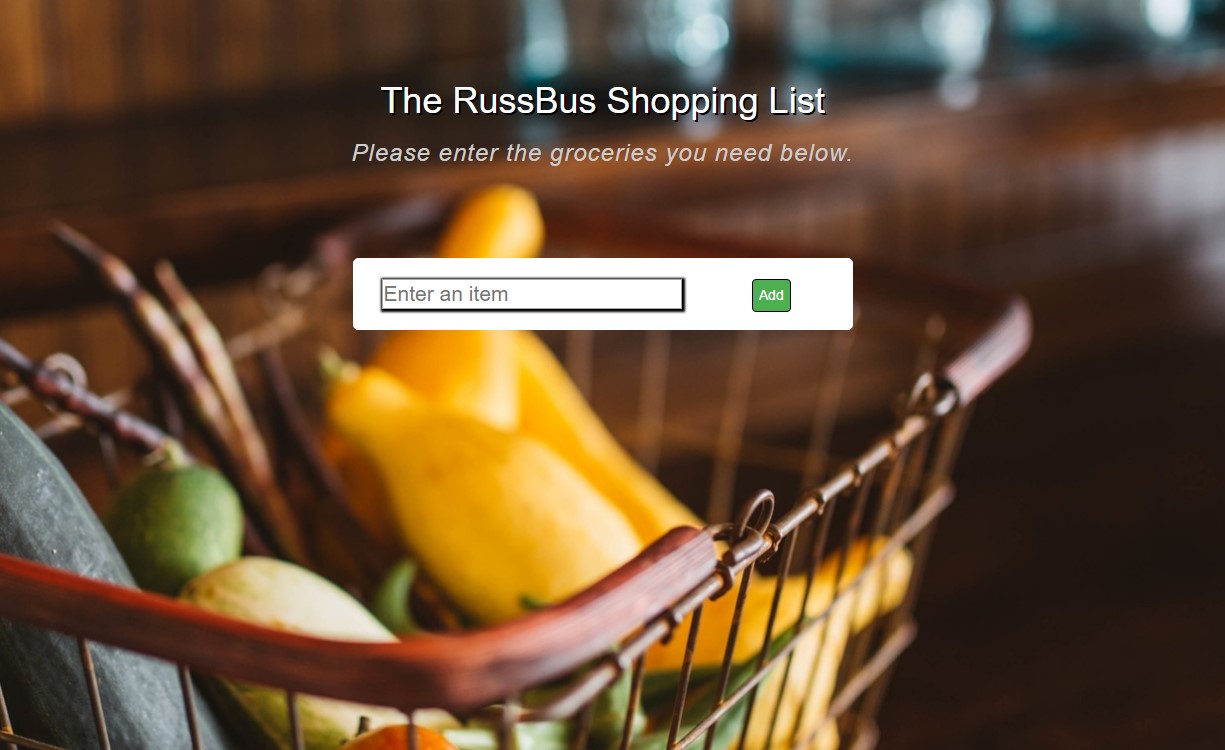 The RussBus Shopping List
Please enter the groceries you need below.
Enter an item
Add